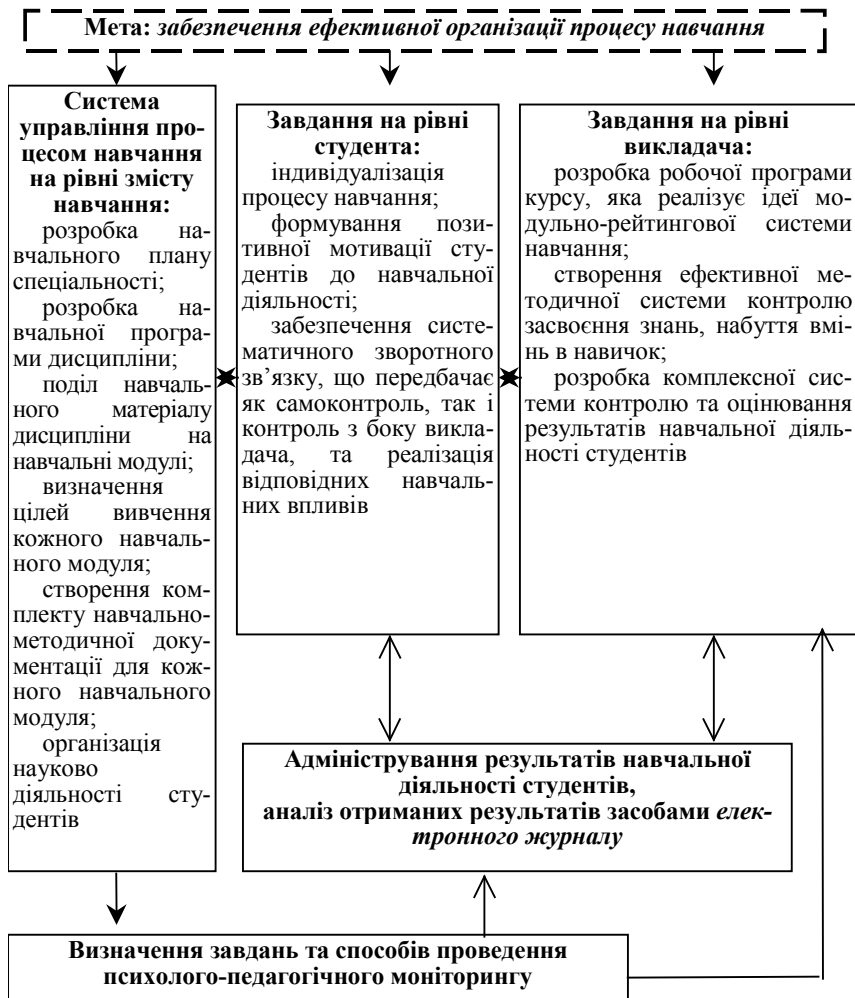 Мета: забезпечення ефективної організації процесу навчання
Система
управління про-
цесом навчання
на рівні змісту
навчання:
розробка на-
вчального плану
спеціальності;
розробка на-
вчальної програ-
ми дисципліни;
поділ навчаль-
ного матеріалу
дисципліни на
навчальні модулі;
визначення
цілей вивчення
кожного навчаль-
ного модуля;
створення ком-
плекту навчально-
методичної доку-
ментації для кож-
ного навчального
модуля;
організація
науково
діяльності сту-
дентів
Завдання на рівні
студента:
індивідуалізація
процесу навчання;
формування пози-
тивної мотивації сту-
дентів до навчальної
діяльності;
забезпечення систе-
матичного зворотного
зв’язку, що передбачає
як самоконтроль, так і
контроль з боку викла-
дача, та реалізація
відповідних навчаль-
них впливів
Завдання на рівні
викладача:
розробка робочої програми
курсу, яка реалізує ідеї мо-
дульно-рейтингової системи
навчання;
створення ефективної ме-
тодичної системи контролю
засвоєння знань, набуття вмі-
нь в навичок;
розробка комплексної сис-
теми контролю та оцінювання
результатів навчальної діяль-
ності студентів
Адміністрування результатів навчальної
діяльності студентів,
аналіз отриманих результатів засобами елек-
тронного журналу
Визначення завдань та способів проведення
психолого-педагогічного моніторингу